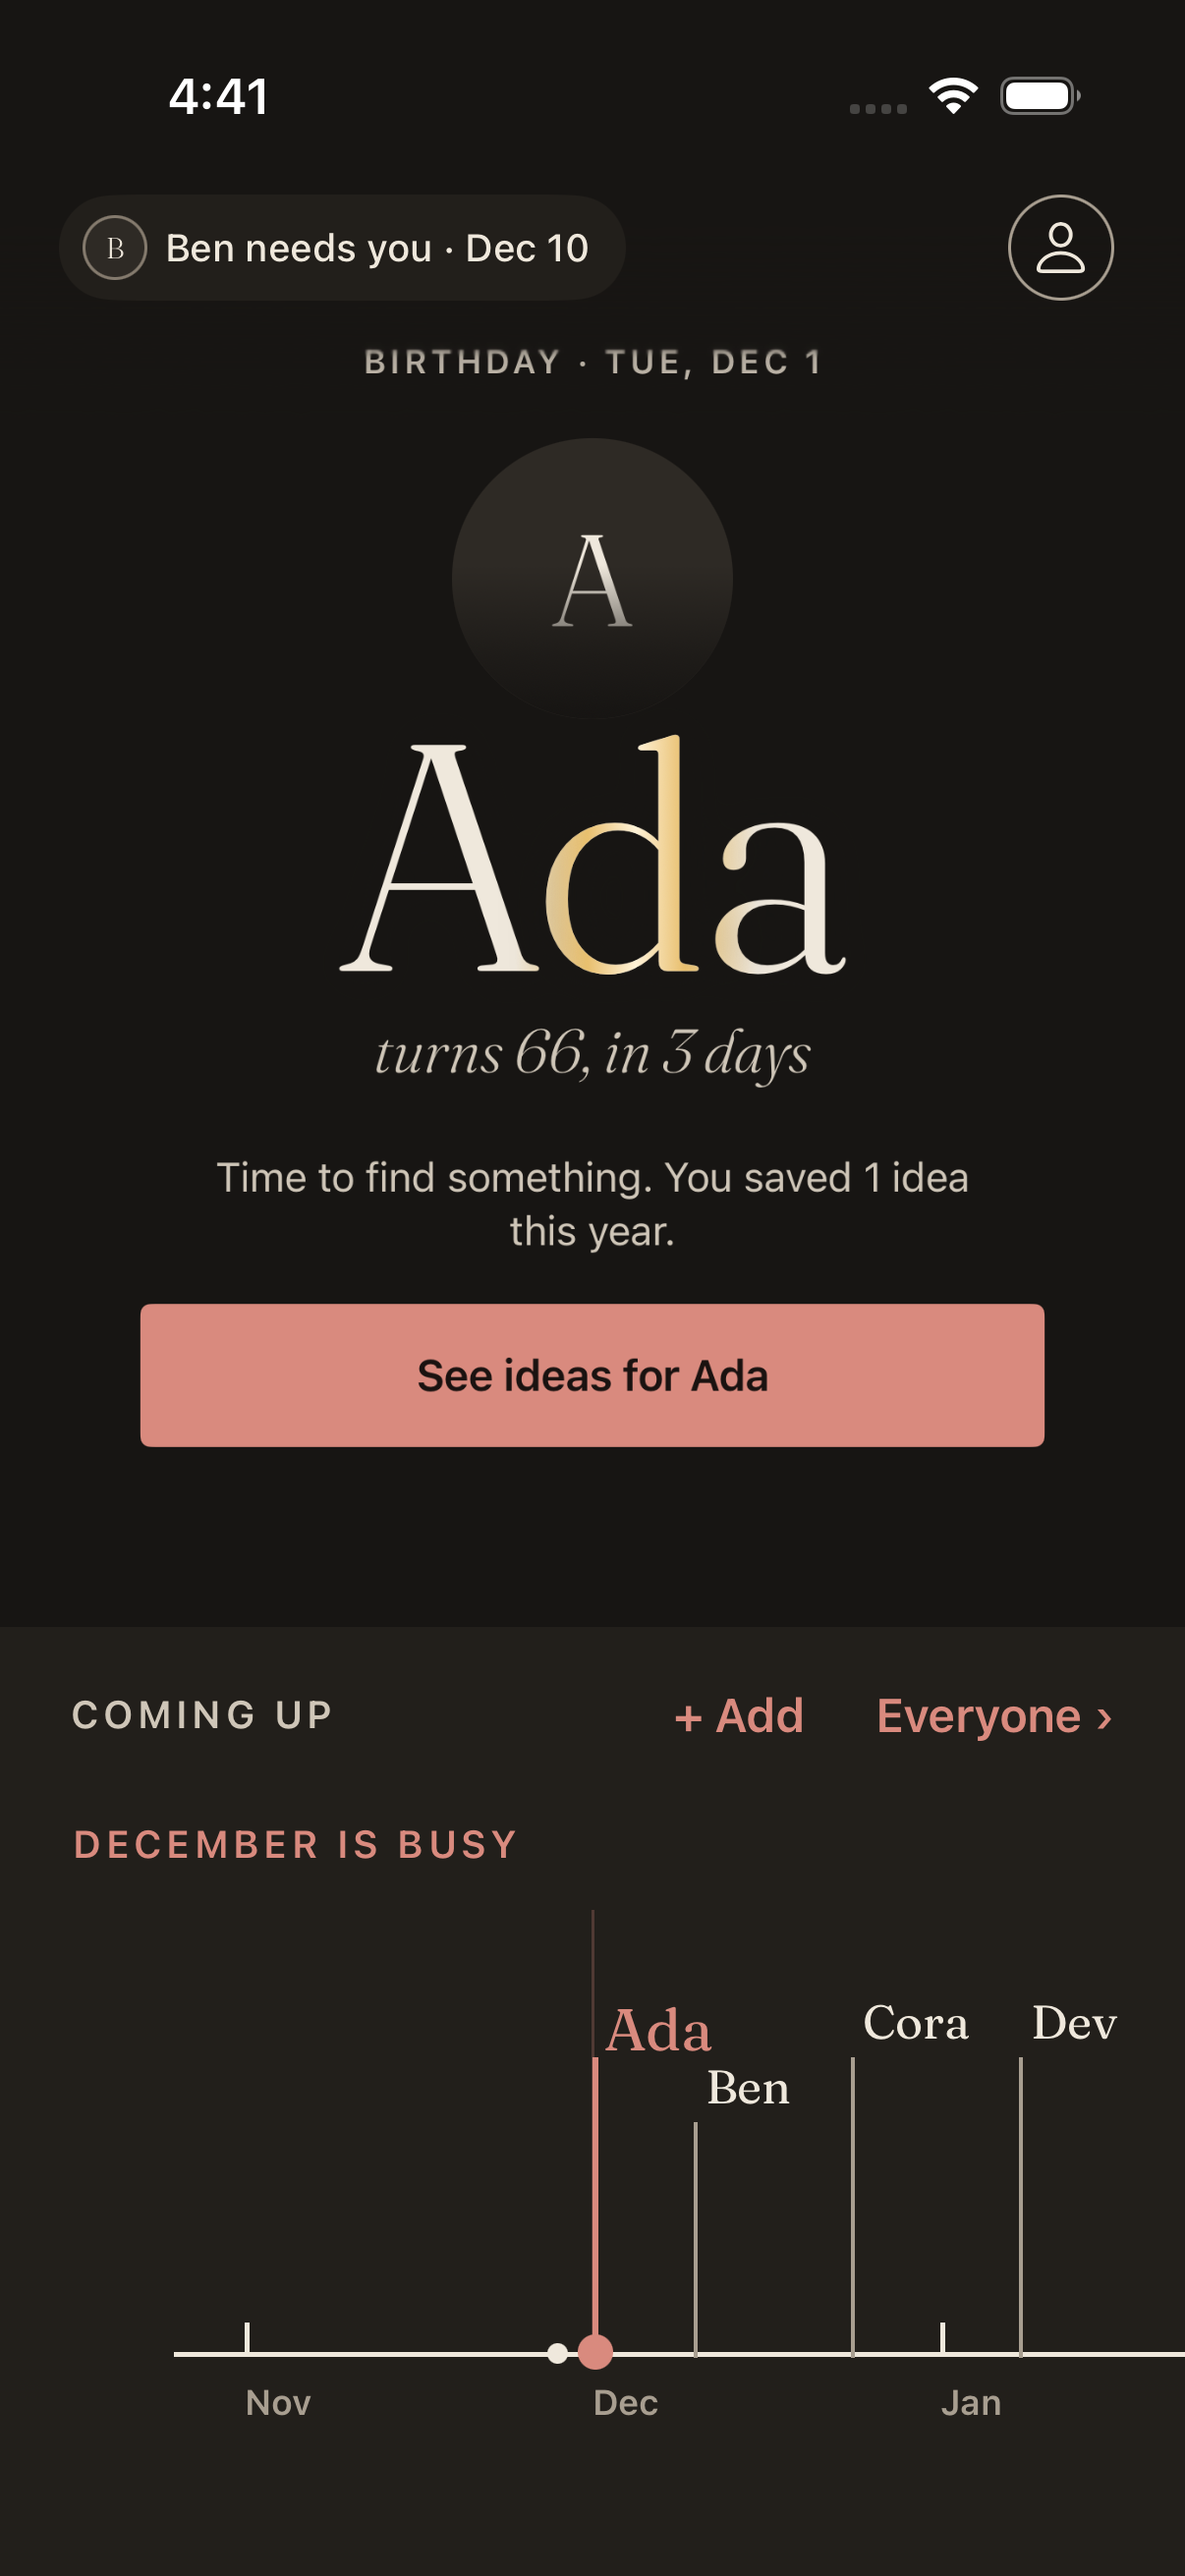 4:41
B Ben needs you · Dec 10
BIRTHDAY · TUE, DEC 1
A
Ada
turns 66, in 3 days
Time to find something. You saved 1 idea
this year.
See ideas for Ada
COMING UP + Add Everyone ›
DECEMBER IS BUSY
Ada Cora Dev
Ben
Nov Dec Jan